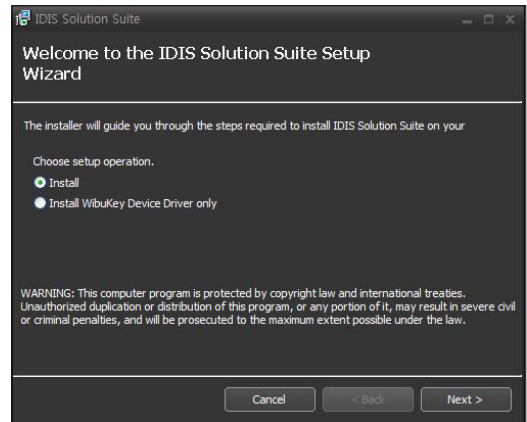 IDIS Solution Suite
Welcome to the IDIS Solution Suite Setup
Wizard
The installer will guide you through the steps required to install IDIS Solution Suite on your
Choose setup operation.
Install
Install WibuKey Device Driver only
WARNING: This computer program is protected by copyright law and international treaties.
Unauthorized duplication or distribution of this program, or any portion of it, may result in severe civil
or criminal penalties, and will be prosecuted to the maximum extent possible under the law.
Cancel < Back Next >